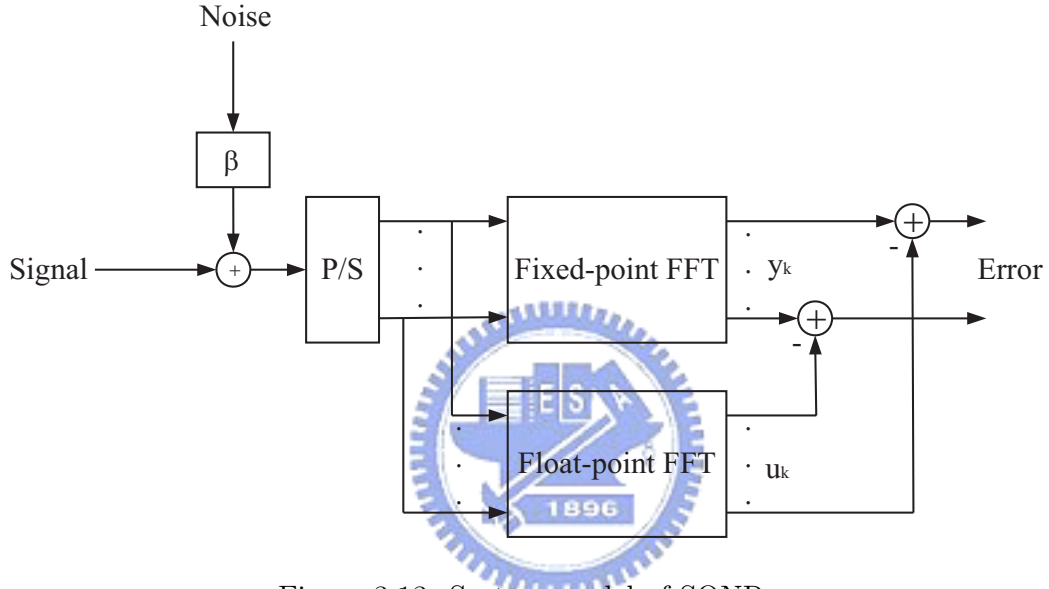 Noise
β
Signal
+
P/S
Fixed-point FFT
yk
+
-
Error
+
-
Float-point FFT
uk
E S
1896